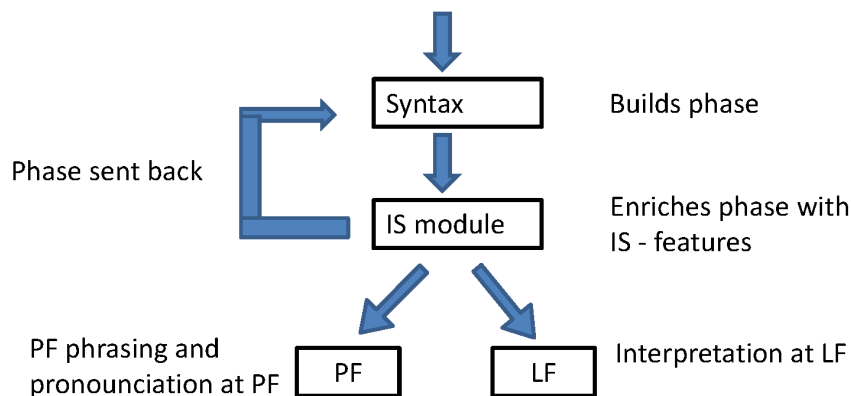 Syntax
Builds phase
Phase sent back
IS module
Enriches phase with
IS - features
PF phrasing and
pronounciation at PF
PF
LF
Interpretation at LF